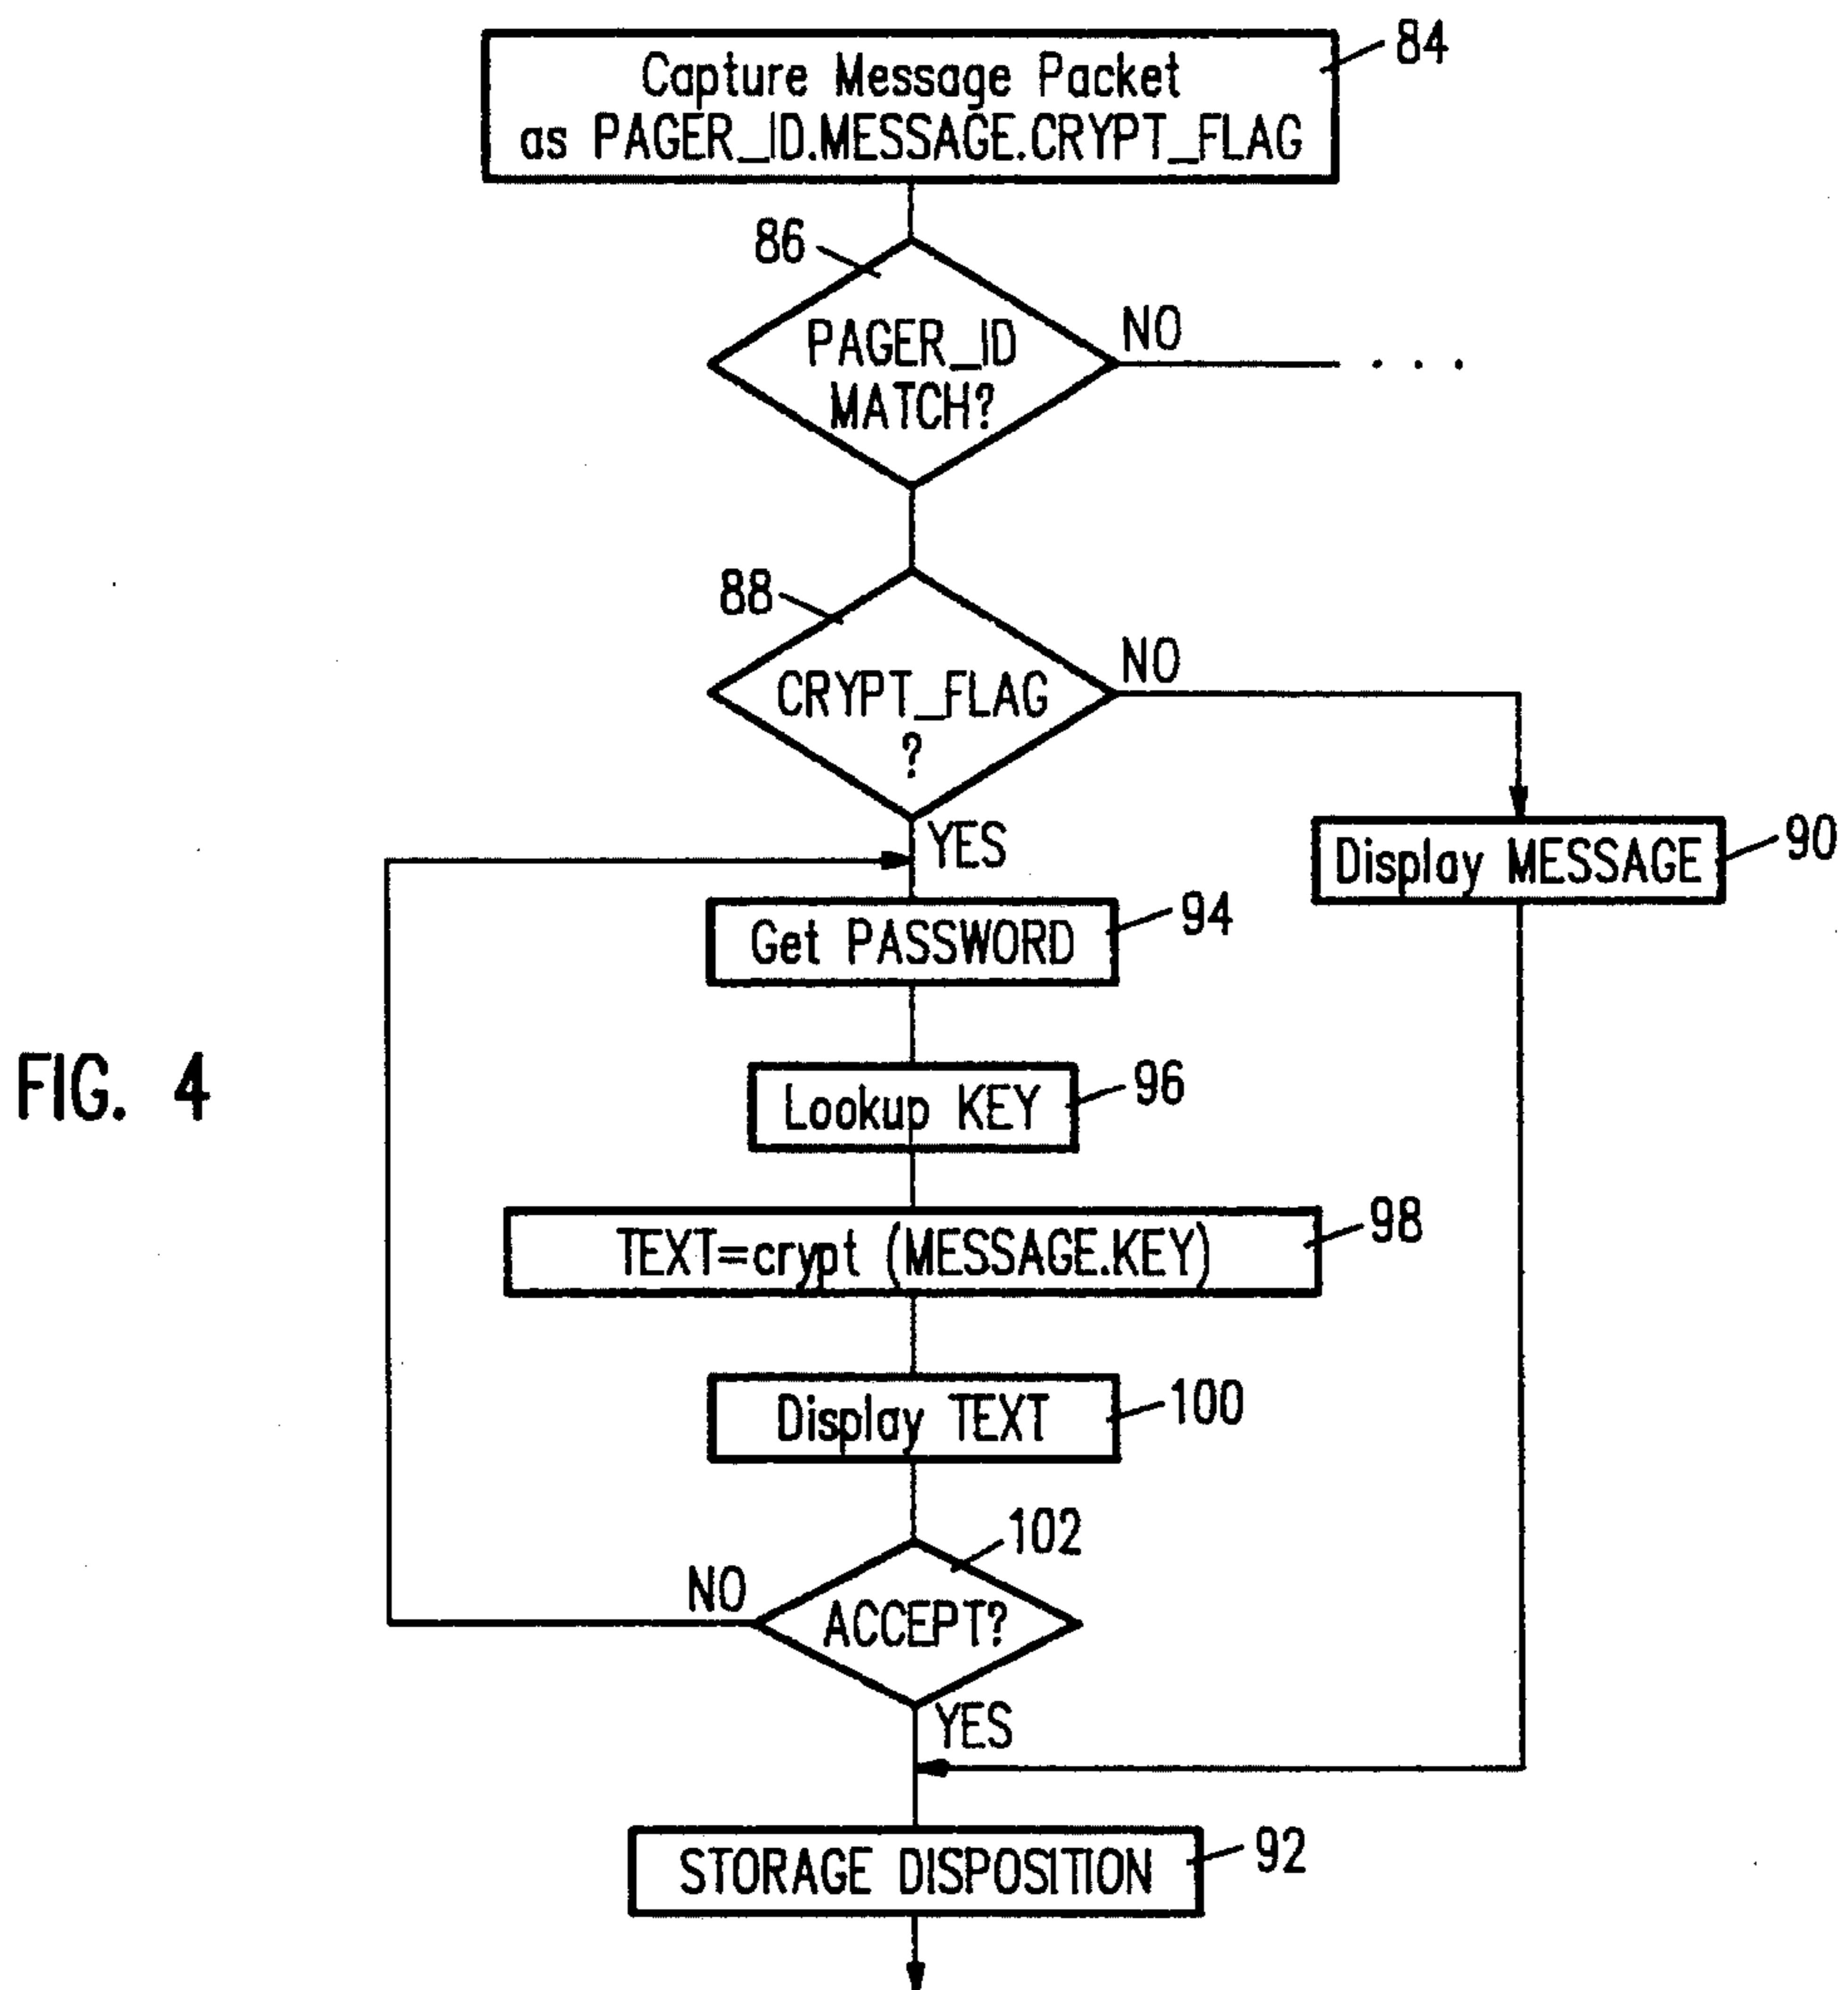 84
Capture Message Packet
as PAGER_ID.MESSAGE.CRYPT_FLAG
86
PAGER_ID
MATCH?
NO
. . .
88
CRYPT_FLAG
?
NO
YES
90
Display MESSAGE
94
Get PASSWORD
FIG. 4
96
Lookup KEY
98
TEXT=crypt (MESSAGE.KEY)
100
Display TEXT
102
ACCEPT?
NO
YES
92
STORAGE DISPOSITION